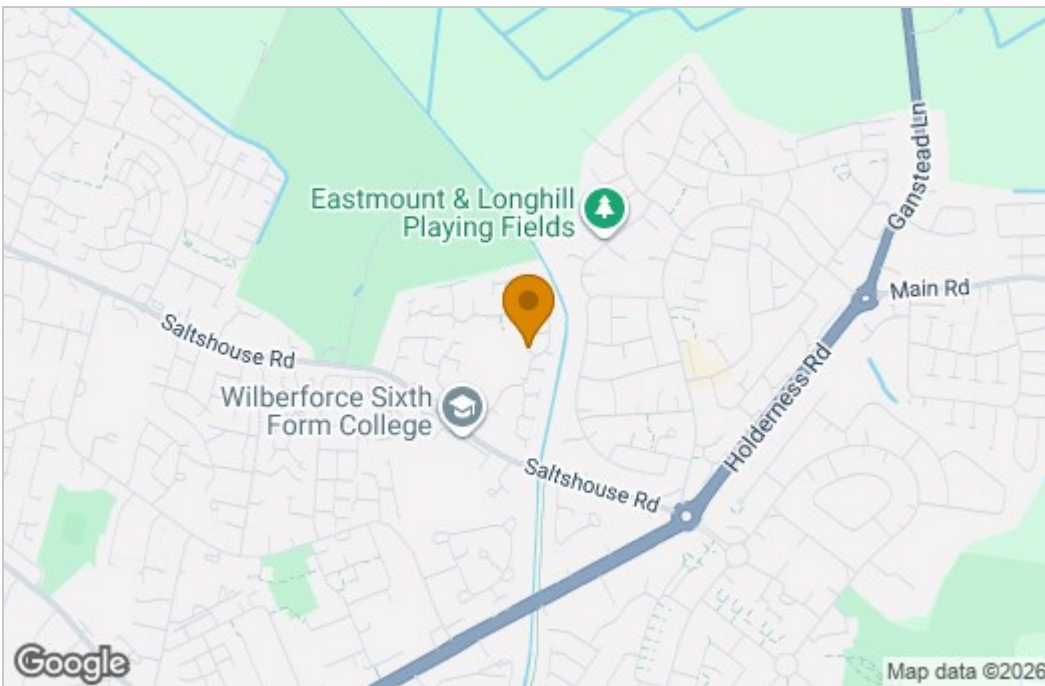 Eastmount & Longhill
Playing Fields
Ganstead Ln
Main Rd
Saltshouse Rd
Wilberforce Sixth
Form College
Holderness Rd
Saltshouse Rd
Google
Map data ©2026